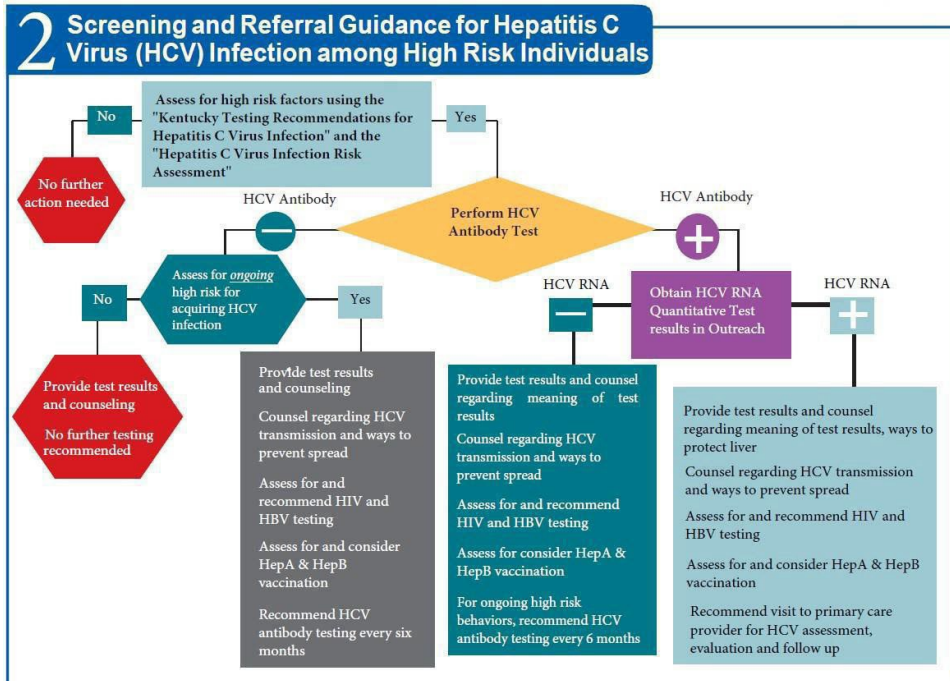 2
Screening and Referral Guidance for Hepatitis C
Virus (HCV) Infection among High Risk Individuals
No
Assess for high risk factors using the
"Kentucky Testing Recommendations for
Hepatitis C Virus Infection" and the
"Hepatitis C Virus Infection Risk
Assessment"
Yes
No further
action needed
HCV Antibody
Perform HCV
Antibody Test
HCV Antibody
Assess for ongoing
high risk for
acquiring HCV
infection
No
Yes
HCV RNA
Obtain HCV RNA
Quantitative Test
results in Outreach
HCV RNA
Provide test results
and counseling
No further testing
recommended
Provide test results
and counseling
Counsel regarding HCV
transmission and ways to
prevent spread
Assess for and
recommend HIV and
HBV testing
Assess for and consider
HepA & HepB
vaccination
Recommend HCV
antibody testing every six
months
Provide test results and counsel
regarding meaning of test
results
Counsel regarding HCV
transmission and ways to
prevent spread
Assess for and recommend
HIV and HBV testing
Assess for consider HepA &
HepB vaccination
For ongoing high risk
behaviors, recommend HCV
antibody testing every 6 months
Provide test results and counsel
regarding meaning of test results, ways to
protect liver
Counsel regarding HCV transmission
and ways to prevent spread
Assess for and recommend HIV and
HBV testing
Assess for and consider HepA & HepB
vaccination
Recommend visit to primary care
provider for HCV assessment,
evaluation and follow up